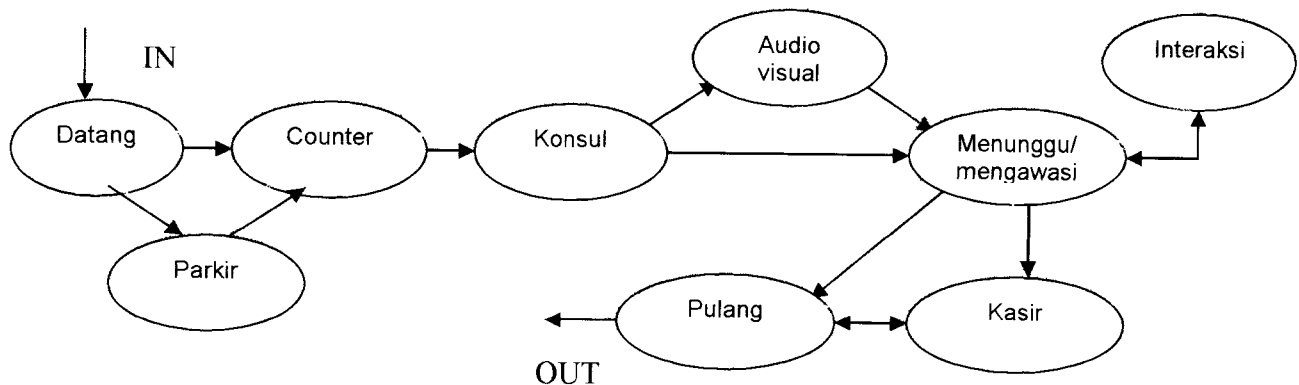 IN
Datang
Counter
Konsul
Audio
visual
Menunggu/
mengawasi
Interaksi
Parkir
Pulang
Kasir
OUT